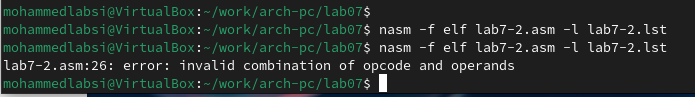 mohammedlabsi@VirtualBox:~/work/arch-pc/lab07$
mohammedlabsi@VirtualBox:~/work/arch-pc/lab07$ nasm -f elf lab7-2.asm -l lab7-2.lst
mohammedlabsi@VirtualBox:~/work/arch-pc/lab07$ nasm -f elf lab7-2.asm -l lab7-2.lst
lab7-2.asm:26: error: invalid combination of opcode and operands
mohammedlabsi@VirtualBox:~/work/arch-pc/lab07$